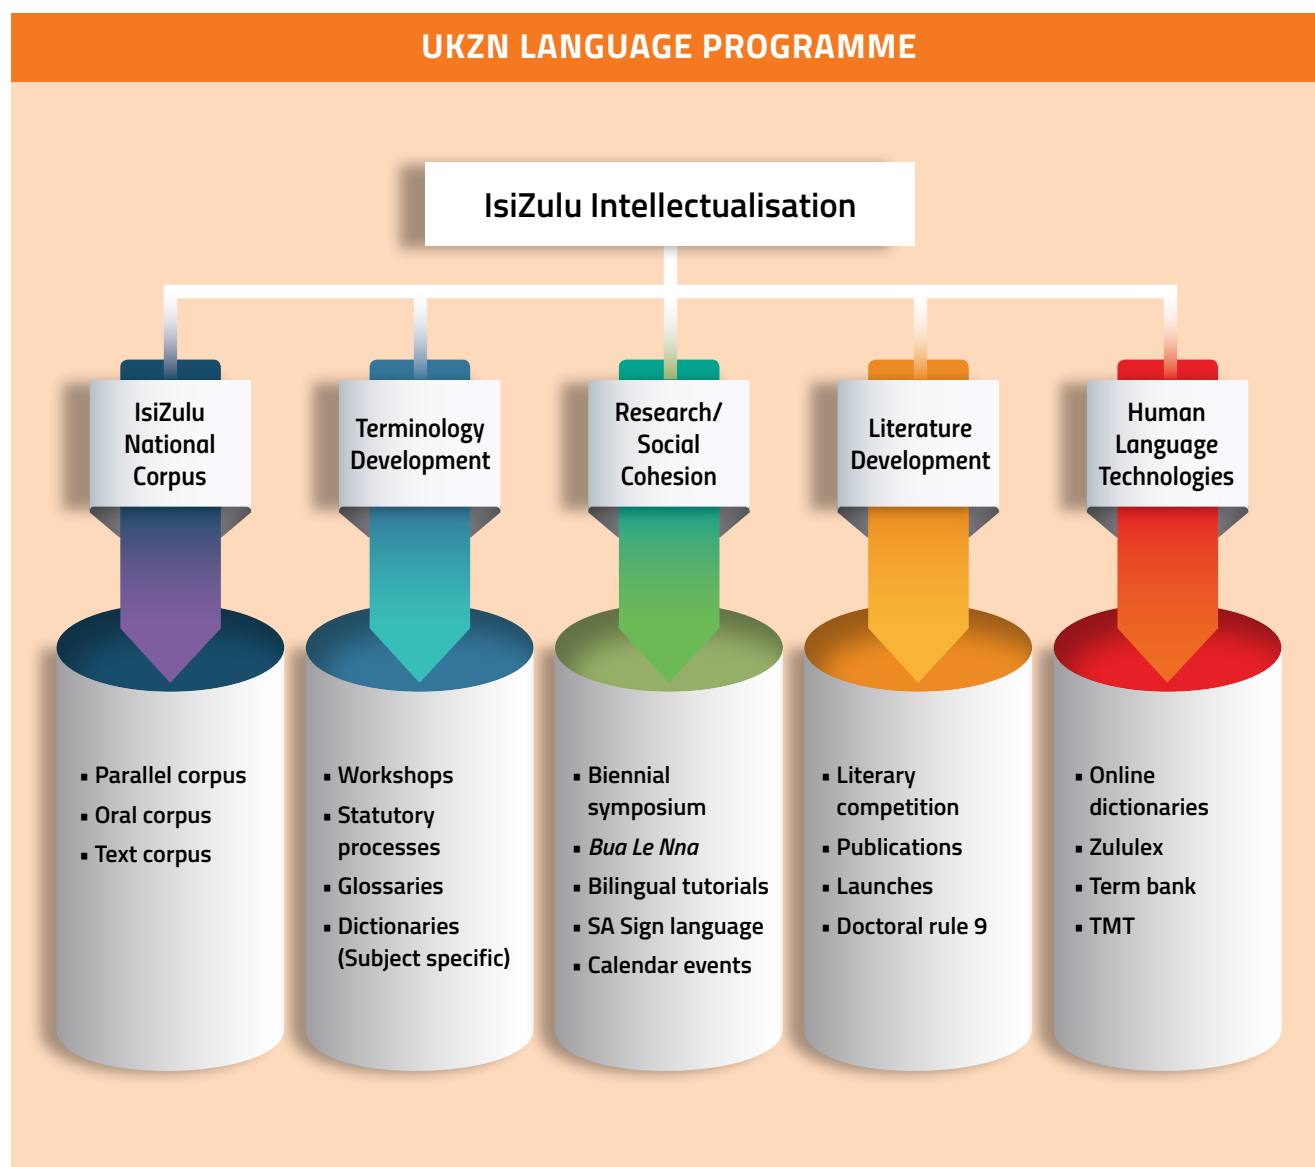 UKZN LANGUAGE PROGRAMME
IsiZulu Intellectualisation
IsiZulu
National
Corpus
▪ Parallel corpus
▪ Oral corpus
▪ Text corpus
Terminology
Development
▪ Workshops
▪ Statutory
processes
▪ Glossaries
▪ Dictionaries
(Subject specific)
Research/
Social
Cohesion
▪ Biennial
symposium
▪ Bua Le Nna
▪ Bilingual tutorials
▪ SA Sign language
▪ Calendar events
Literature
Development
▪ Literary
competition
▪ Publications
▪ Launches
▪ Doctoral rule 9
Human
Language
Technologies
▪ Online
dictionaries
▪ Zululex
▪ Term bank
▪ TMT